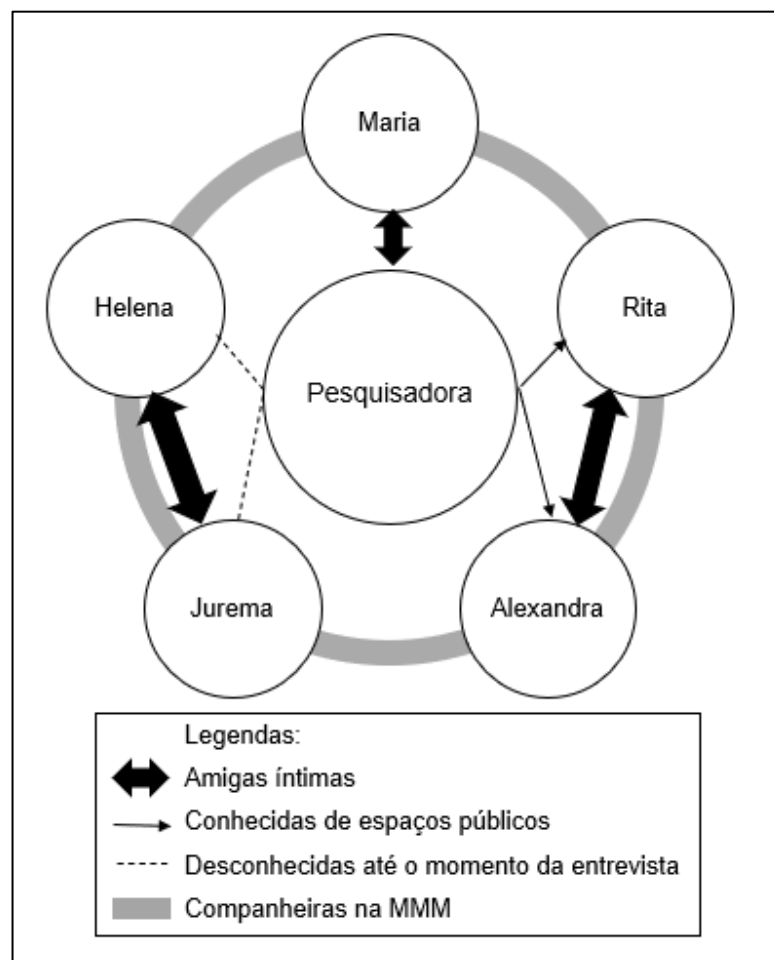 Maria
Helena
Rita
Pesquisadora
Jurema
Alexandra
Legendas:
Amigas íntimas
Conhecidas de espaços públicos
Desconhecidas até o momento da entrevista
Companheiras na MMM